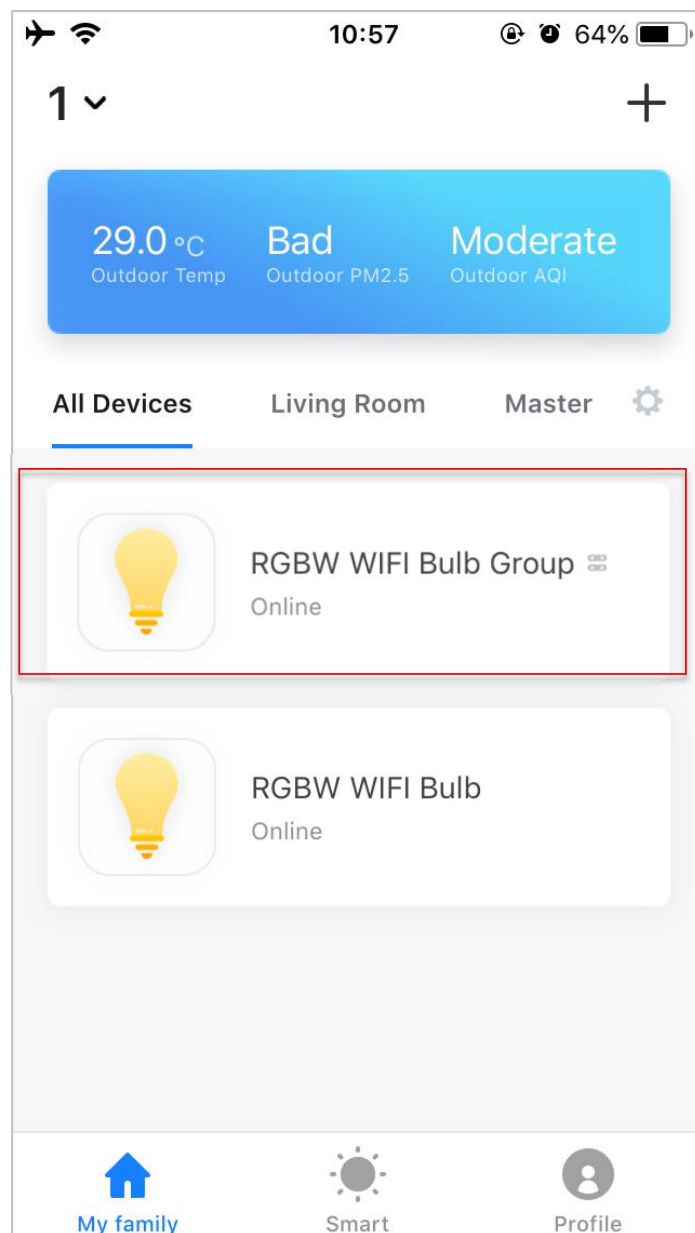 10:57 64%
1
29.0 °C Bad Moderate
Outdoor Temp Outdoor PM2.5 Outdoor AQI
All Devices Living Room Master
RGBW WIFI Bulb Group
Online
RGBW WIFI Bulb
Online
My family Smart Profile